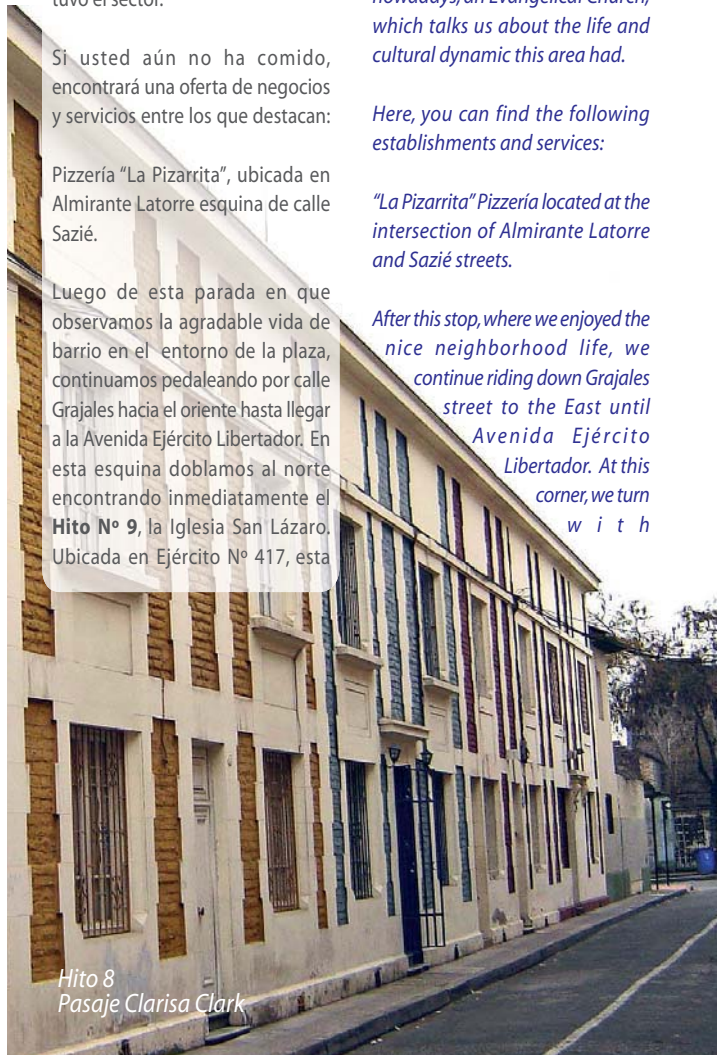 tuvo el sector.
Si usted aún no ha comido,
encontrará una oferta de negocios
y servicios entre los que destacan:
Pizzería “La Pizarrita”, ubicada en
Almirante Latorre esquina de calle
Sazié.
Luego de esta parada en que
observamos la agradable vida de
barrio en el entorno de la plaza,
continuamos pedaleando por calle
Grajales hacia el oriente hasta llegar
a la Avenida Ejército Libertador. En
esta esquina doblamos al norte
encontrando inmediatamente el
Hito Nº 9, la Iglesia San Lázaro.
Ubicada en Ejército Nº 417, esta
nowadays, an Evangelical Church,
which talks us about the life and
cultural dynamic this area had.
Here, you can find the following
establishments and services:
“La Pizarrita” Pizzería located at the
intersection of Almirante Latorre
and Sazié streets.
After this stop, where we enjoyed the
nice neighborhood life, we
continue riding down Grajales
street to the East until
Avenida Ejército
Libertador. At this
corner, we turn
with
Hito 8
Pasaje Clarisa Clark